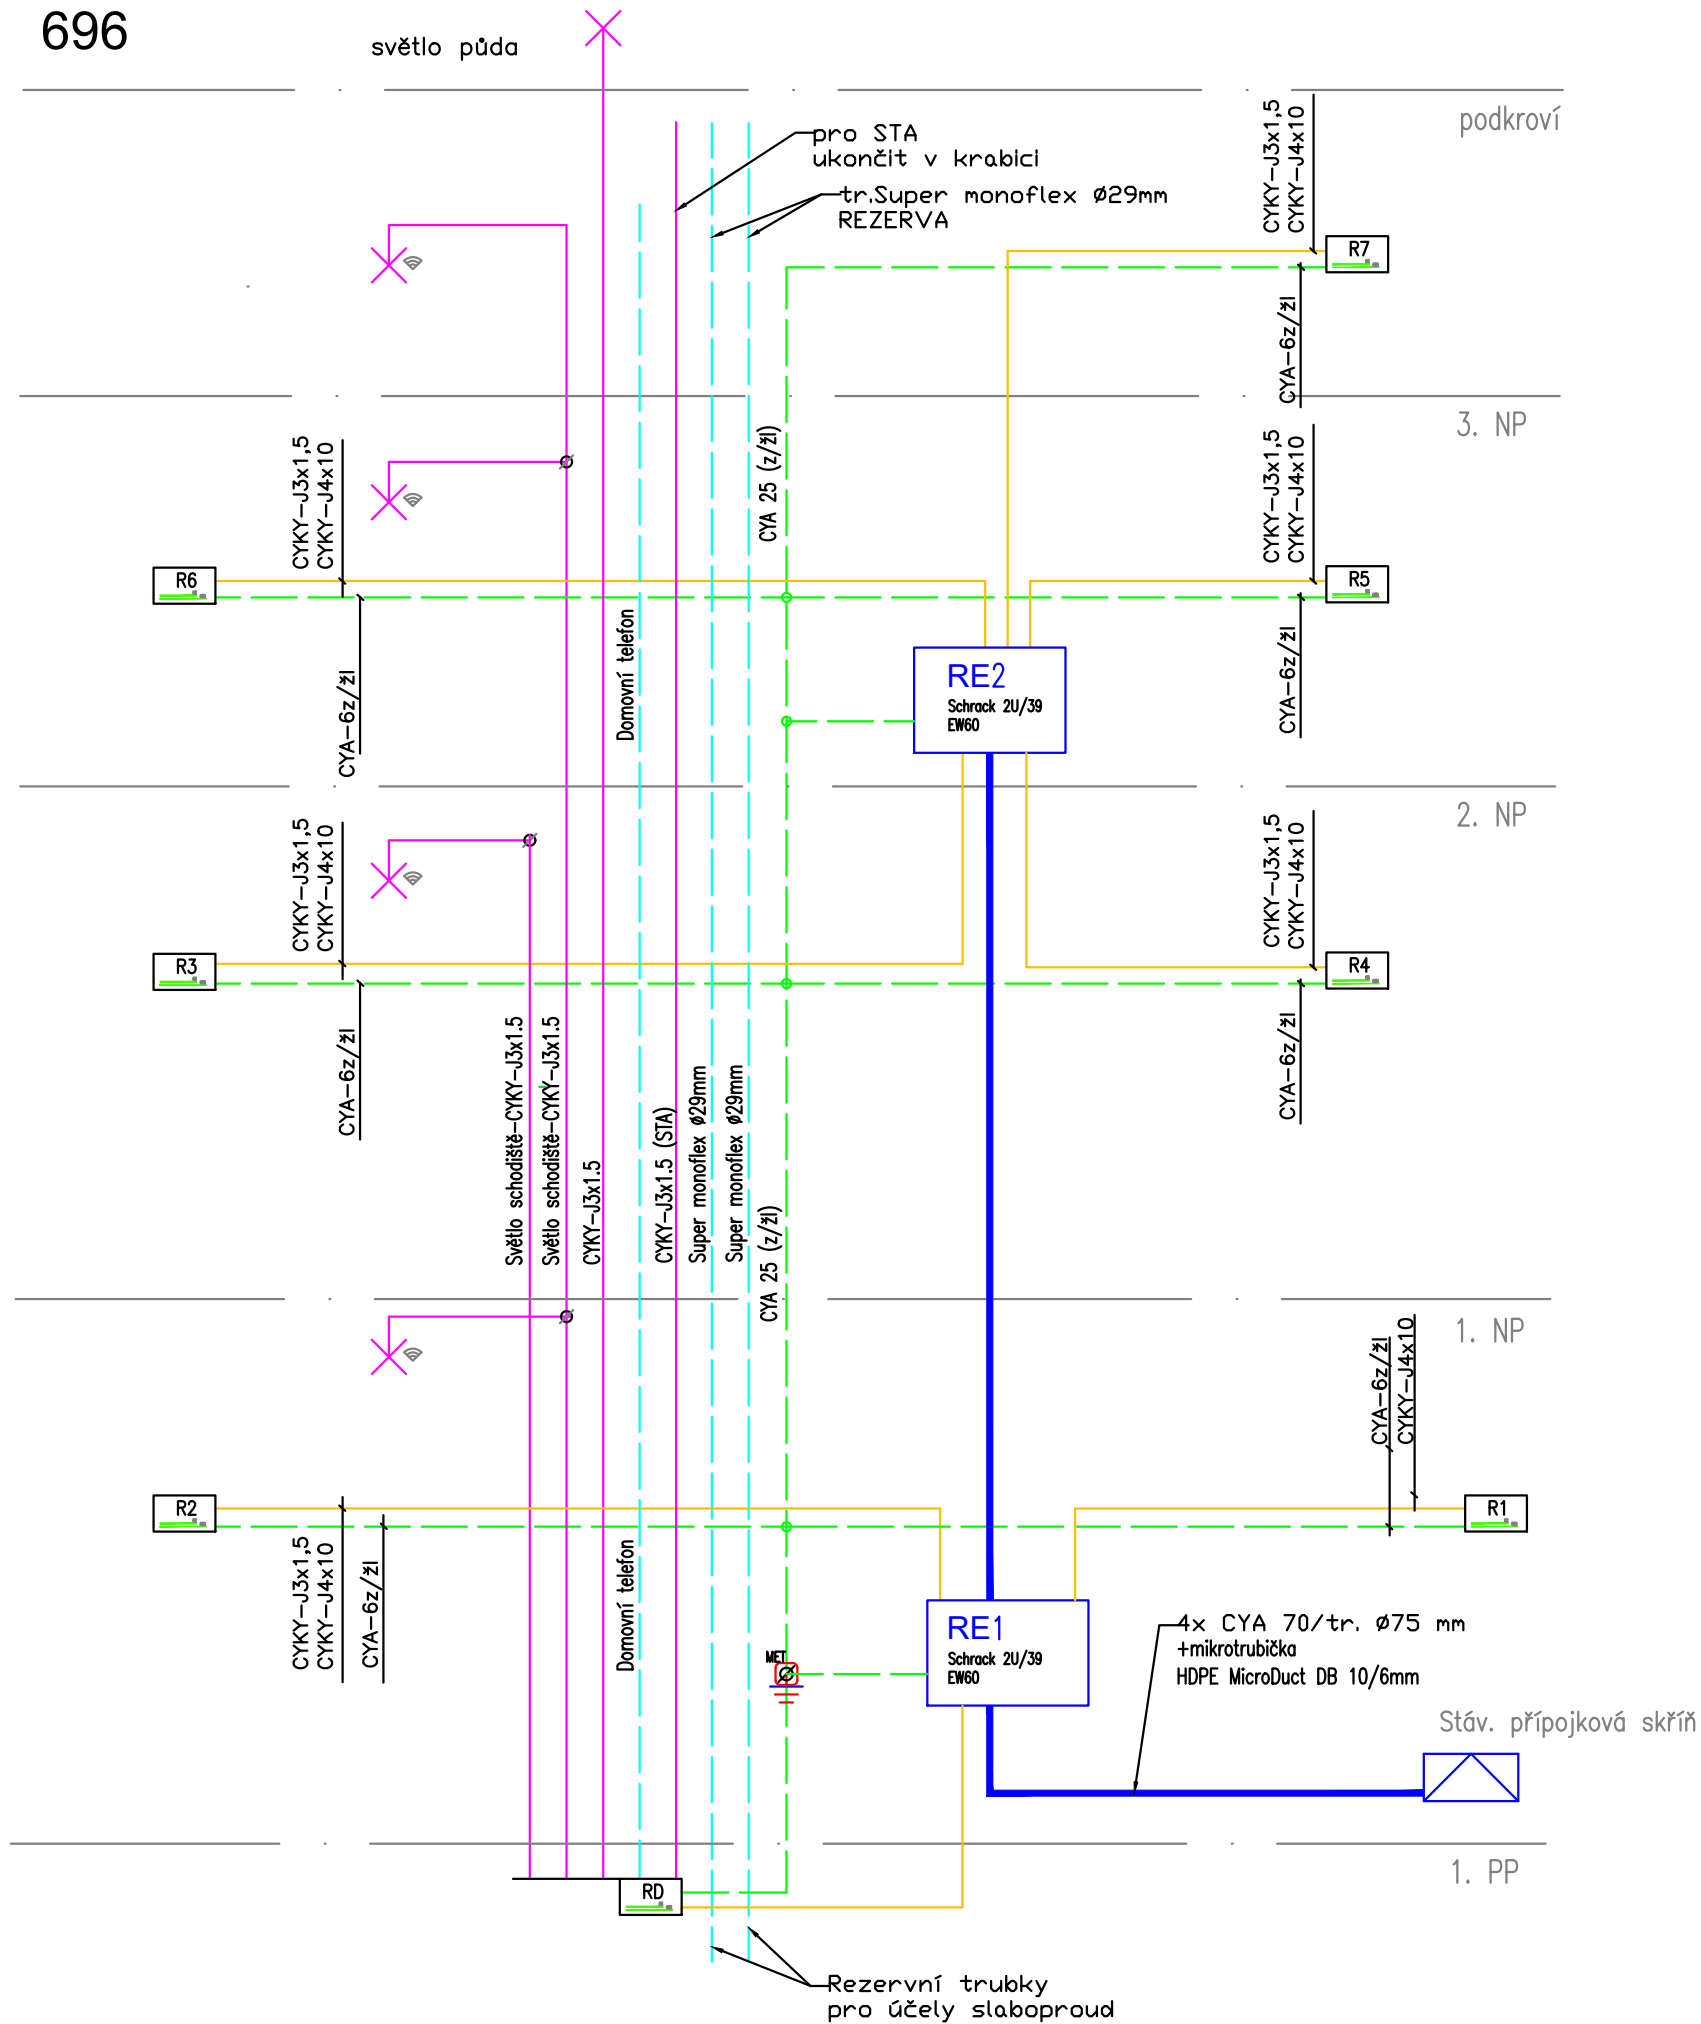 696
světlo půda
podkroví
pro STA
ukončit v krabici
tr.Super monoflex Ø29mm
REZERVA
CYKY-J3x1,5
CYKY-J4x10
R7
CYA-6z/žl
3. NP
CYKY-J3x1,5
CYKY-J4x10
CYA 25 (z/žl)
CYKY-J3x1,5
CYKY-J4x10
R6
R5
CYA-6z/žl
Domovní telefon
CYA-6z/žl
RE2
Schrack 2U/39
EW60
2. NP
CYKY-J3x1,5
CYKY-J4x10
CYKY-J3x1,5
CYKY-J4x10
R3
R4
CYA-6z/žl
CYA-6z/žl
Světlo schodiště-CYKY-J3x1.5
Světlo schodiště-CYKY-J3x1.5
CYKY-J3x1.5
CYKY-J3x1.5 (STA)
Super monoflex Ø29mm
Super monoflex Ø29mm
CYA 25 (z/žl)
1. NP
CYA-6z/žl
CYKY-J4x10
R2
R1
CYKY-J3x1,5
CYKY-J4x10
CYA-6z/žl
Domovní telefon
MET
RE1
Schrack 2U/39
EW60
4x CYA 70/tr. Ø75 mm
+mikrotrubička
HDPE MicroDuct DB 10/6mm
Stáv. přípojková skříň
1. PP
RD
Rezervní trubky
pro účely slaboproud